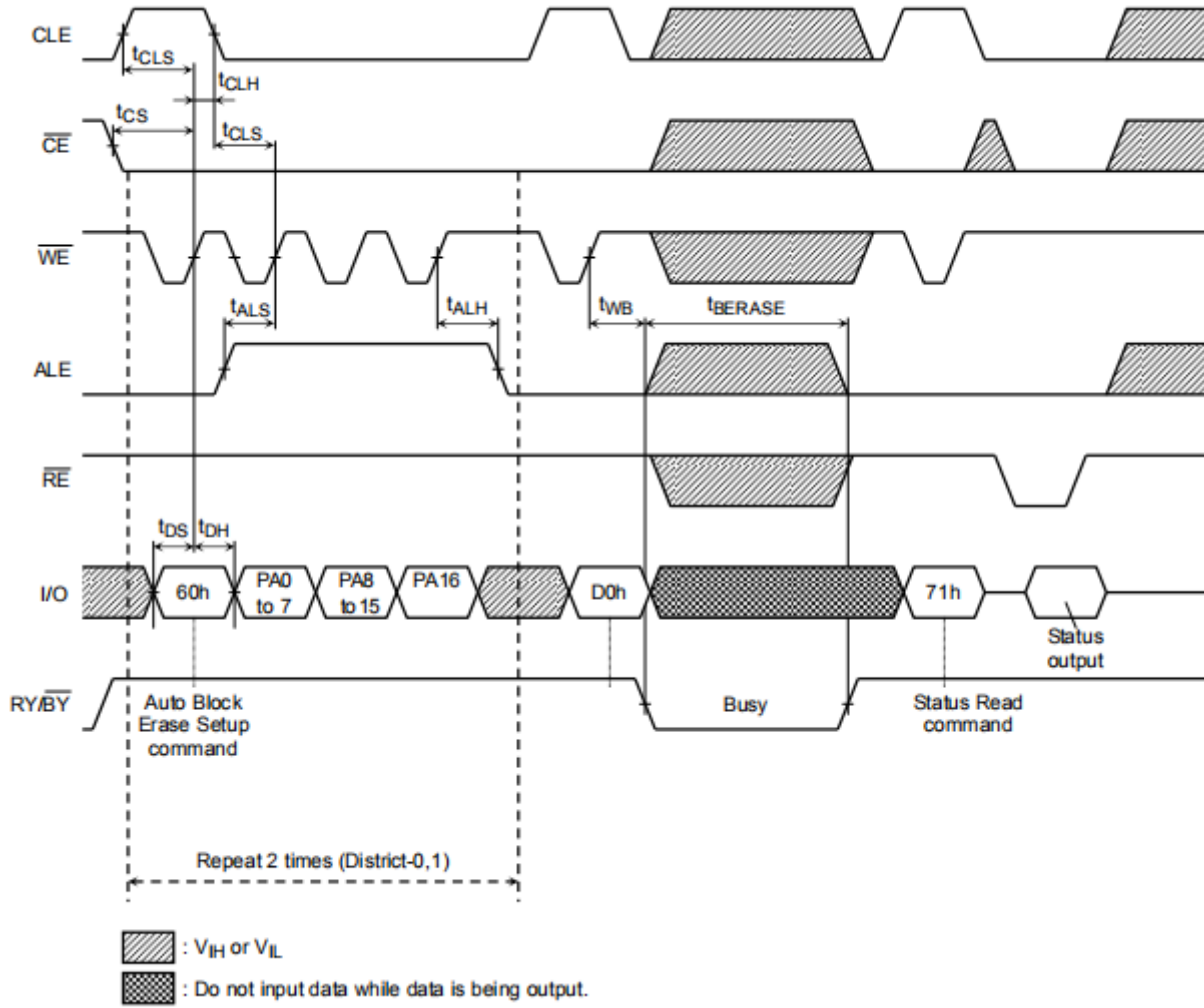 CLE
tCLS
tCLH
tCS
CE
tCLS
WE
tALS
tALH
tWB
tBERASE
ALE
RE
tDS
tDH
I/O
60h
PA0
to 7
PA8
to 15
PA16
D0h
71h
Status
output
RY/BY
Auto Block
Erase Setup
command
Busy
Status Read
command
Repeat 2 times (District-0,1)
: VIH or VIL
: Do not input data while data is being output.